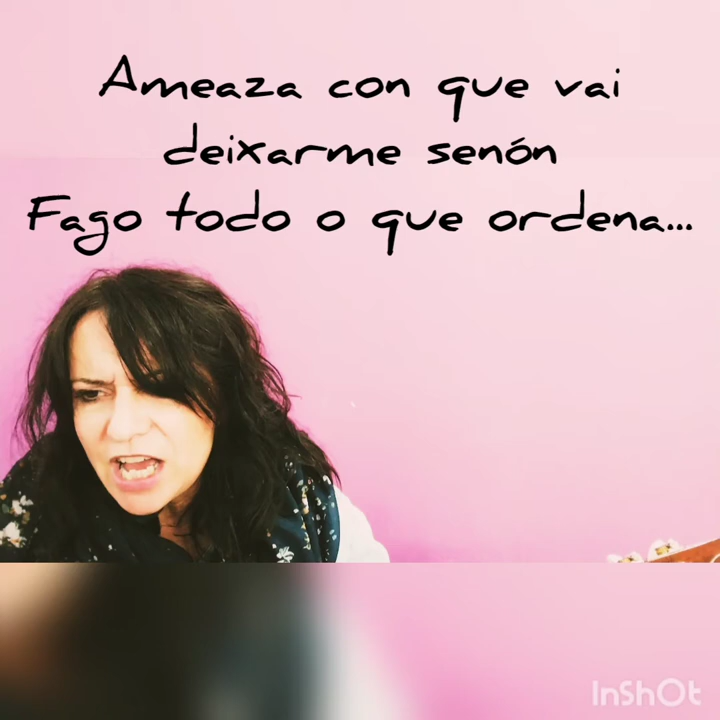 Ameaza con que vai
deixarme senón
Fago todo o que ordena...
InShOt